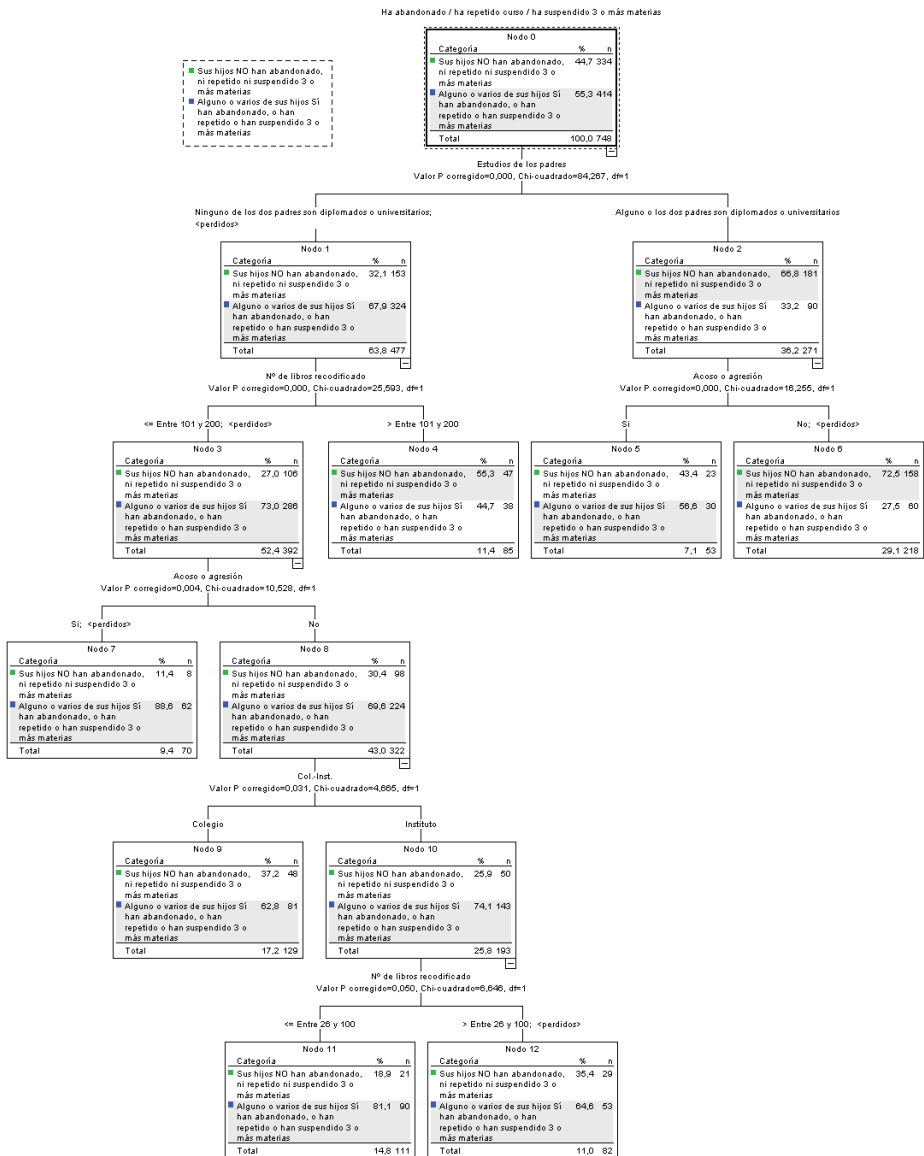 Ha abandonado / ha repetido curso / ha suspendido 3 o más materias
Sus hijos NO han abandonado,
ni repetido ni suspendido 3 o
más materias
Alguno o varios de sus hijos Sí
han abandonado, o han
repetido o han suspendido 3 o
más materias
Nodo 0
Categoría % n
Sus hijos NO han abandonado, 44,7 334
ni repetido ni suspendido 3 o
más materias
Alguno o varios de sus hijos Sí 55,3 414
han abandonado, o han
repetido o han suspendido 3 o
más materias
Total 100,0 748
Estudios de los padres
Valor P corregido=0,000, Chi-cuadrado=84,267, df=1
Ninguno de los dos padres son diplomados o universitarios;
<perdidos>
Alguno o los dos padres son diplomados o universitarios
Nodo 1
Categoría % n
Sus hijos NO han abandonado, 32,1 153
ni repetido ni suspendido 3 o
más materias
Alguno o varios de sus hijos Sí 67,9 324
han abandonado, o han
repetido o han suspendido 3 o
más materias
Total 63,8 477
Nodo 2
Categoría % n
Sus hijos NO han abandonado, 66,8 181
ni repetido ni suspendido 3 o
más materias
Alguno o varios de sus hijos Sí 33,2 90
han abandonado, o han
repetido o han suspendido 3 o
más materias
Total 36,2 271
Nº de libros recodificado
Valor P corregido=0,000, Chi-cuadrado=25,593, df=1
Acoso o agresión
Valor P corregido=0,000, Chi-cuadrado=16,255, df=1
<= Entre 101 y 200; <perdidos>
> Entre 101 y 200
Si
No; <perdidos>
Nodo 3
Categoría % n
Sus hijos NO han abandonado, 27,0 106
ni repetido ni suspendido 3 o
más materias
Alguno o varios de sus hijos Sí 73,0 286
han abandonado, o han
repetido o han suspendido 3 o
más materias
Total 52,4 392
Nodo 4
Categoría % n
Sus hijos NO han abandonado, 55,3 47
ni repetido ni suspendido 3 o
más materias
Alguno o varios de sus hijos Sí 44,7 38
han abandonado, o han
repetido o han suspendido 3 o
más materias
Total 11,4 85
Nodo 5
Categoría % n
Sus hijos NO han abandonado, 43,4 23
ni repetido ni suspendido 3 o
más materias
Alguno o varios de sus hijos Sí 56,6 30
han abandonado, o han
repetido o han suspendido 3 o
más materias
Total 7,1 53
Nodo 6
Categoría % n
Sus hijos NO han abandonado, 72,5 158
ni repetido ni suspendido 3 o
más materias
Alguno o varios de sus hijos Sí 27,5 60
han abandonado, o han
repetido o han suspendido 3 o
más materias
Total 29,1 218
Acoso o agresión
Valor P corregido=0,004, Chi-cuadrado=10,528, df=1
Si; <perdidos>
No
Nodo 7
Categoría % n
Sus hijos NO han abandonado, 11,4 8
ni repetido ni suspendido 3 o
más materias
Alguno o varios de sus hijos Sí 88,6 62
han abandonado, o han
repetido o han suspendido 3 o
más materias
Total 9,4 70
Nodo 8
Categoría % n
Sus hijos NO han abandonado, 30,4 98
ni repetido ni suspendido 3 o
más materias
Alguno o varios de sus hijos Sí 69,6 224
han abandonado, o han
repetido o han suspendido 3 o
más materias
Total 43,0 322
Col.-Inst.
Valor P corregido=0,031, Chi-cuadrado=4,665, df=1
Colegio
Instituto
Nodo 9
Categoría % n
Sus hijos NO han abandonado, 37,2 48
ni repetido ni suspendido 3 o
más materias
Alguno o varios de sus hijos Sí 62,8 81
han abandonado, o han
repetido o han suspendido 3 o
más materias
Total 17,2 129
Nodo 10
Categoría % n
Sus hijos NO han abandonado, 25,9 50
ni repetido ni suspendido 3 o
más materias
Alguno o varios de sus hijos Sí 74,1 143
han abandonado, o han
repetido o han suspendido 3 o
más materias
Total 25,8 193
Nº de libros recodificado
Valor P corregido=0,050, Chi-cuadrado=6,646, df=1
<= Entre 26 y 100
> Entre 26 y 100; <perdidos>
Nodo 11
Categoría % n
Sus hijos NO han abandonado, 18,9 21
ni repetido ni suspendido 3 o
más materias
Alguno o varios de sus hijos Sí 81,1 90
han abandonado, o han
repetido o han suspendido 3 o
más materias
Total 14,8 111
Nodo 12
Categoría % n
Sus hijos NO han abandonado, 35,4 29
ni repetido ni suspendido 3 o
más materias
Alguno o varios de sus hijos Sí 64,6 53
han abandonado, o han
repetido o han suspendido 3 o
más materias
Total 11,0 82